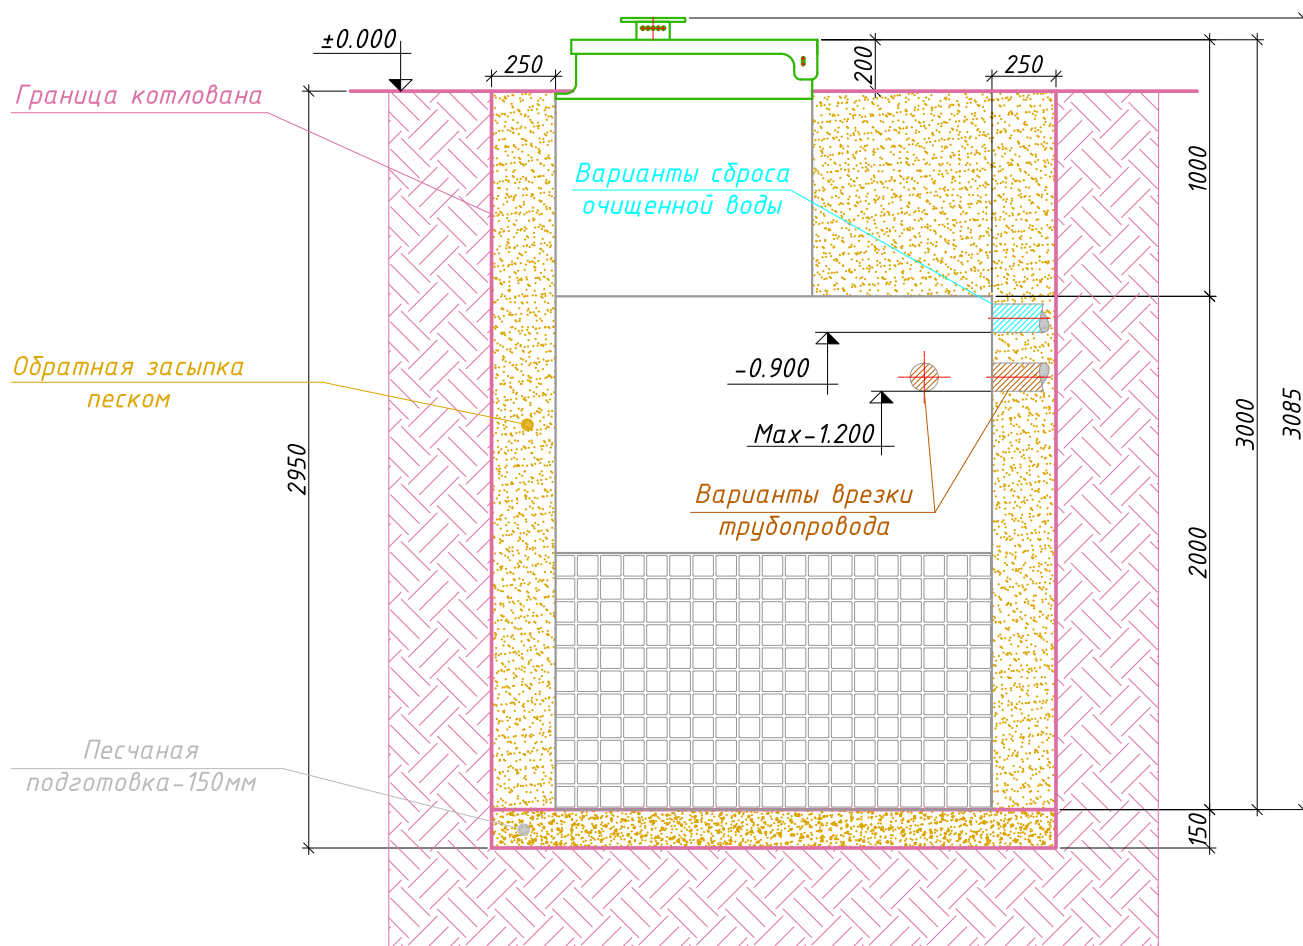 ±0.000
250
200
250
Граница котлована
1000
Варианты сброса
очищенной воды
-0.900
Обратная засыпка
песком
Max-1.200
3000
3085
2950
Варианты врезки
трубопровода
2000
Песчаная
подготовка-150мм
150